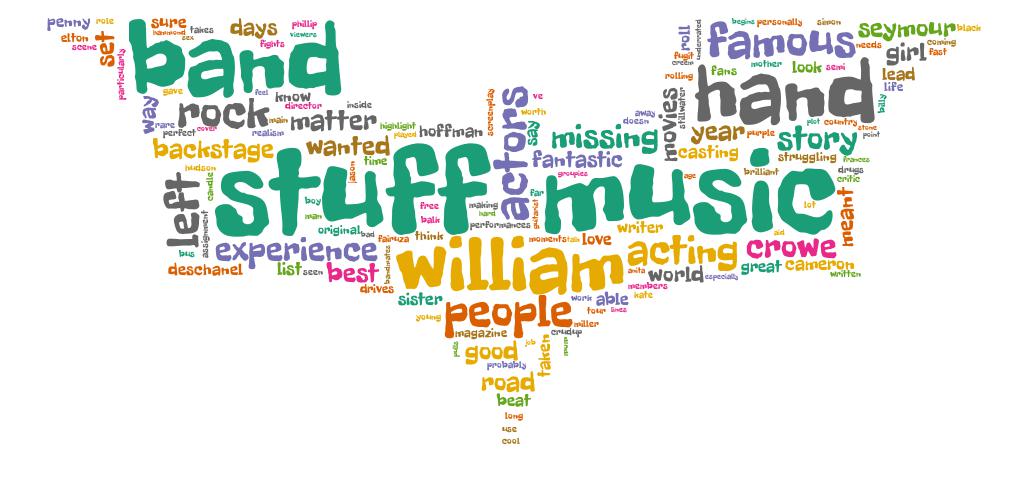 penny role
elton
scene
set
particularly
band
sure
hammond
takes
sex
days
fights
phillip
viewers
gave
feel
know
director
inside
way
rock
main
matter
rare
cover
perfect
realism
highlight
played
hoffman
screenplay
backstage
wanted
time
jason
hudson
candle
left
assignment
stuff
boy
man
original
bad
free
balk
making
hard
performances
actors
ve
worth
say
far
guitarist
missing
fantastic
groupies
away
doesn
movies
stillwater
roll
fugit
creem
rolling
underrated
begins personally simon
famous
seymour
black
needs
girl
coming
fast
fans
mother
look
semi
lead
life
billy
hand
year
purple
plot country
stone
point
story
casting
struggling
frances
drugs
critic
age
brilliant
music
lot
meant
bus
experience
fairuza
think
bandmates
deschanel
list
seen
best
drives
william
moments
talk
love
writer
aid
acting
crowe
anita
world
especially
great
cameron
written
members
kate
sister
work
able
tour
lines
young
people
miller
magazine
crudup
good
job
taken
probably
road
beat
long
use
cool